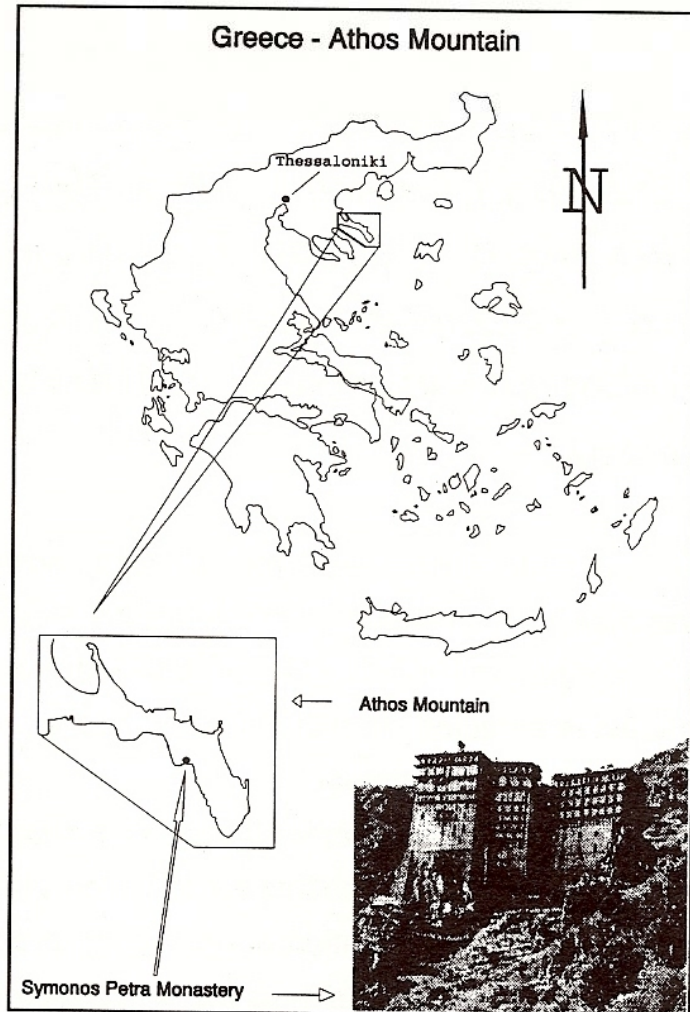 Greece - Athos Mountain
Thessaloniki
N
Athos Mountain
Symonos Petra Monastery